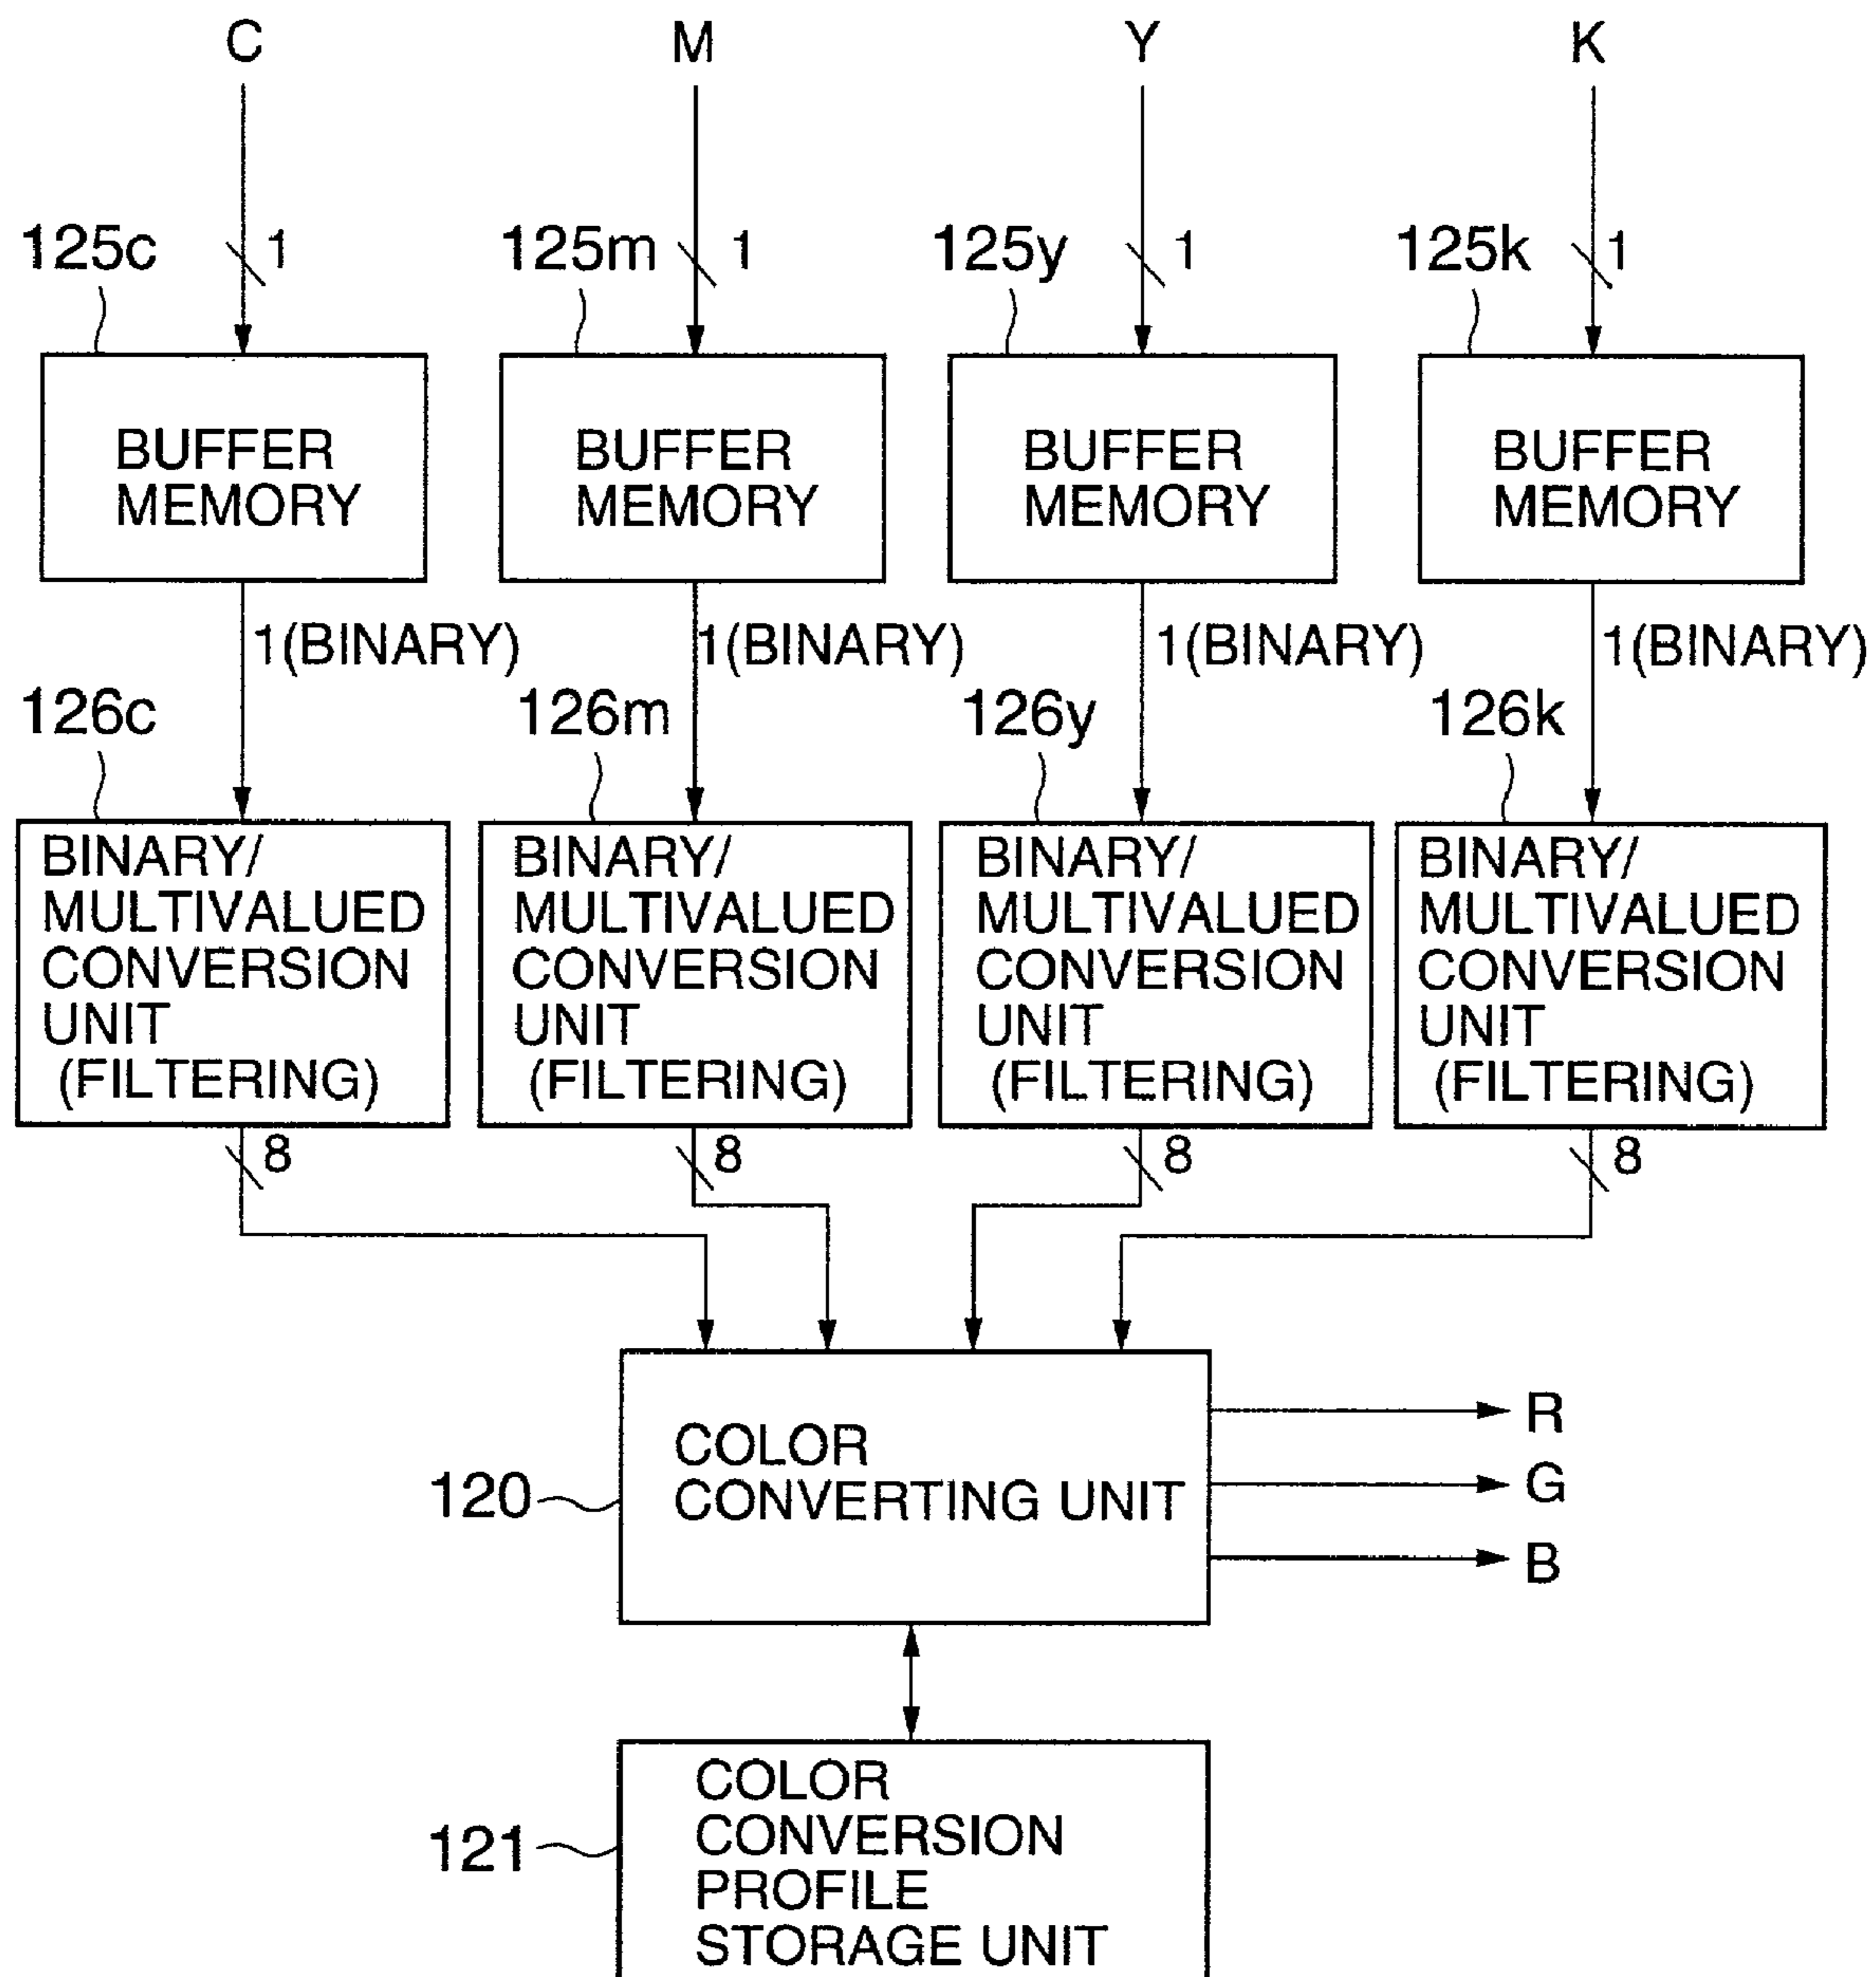 C M Y K
125c 1 125m 1 125y 1 125k 1
BUFFER BUFFER BUFFER BUFFER
MEMORY MEMORY MEMORY MEMORY
1(BINARY) 1(BINARY) 1(BINARY) 1(BINARY)
126c 126m 126y 126k
BINARY/ BINARY/ BINARY/ BINARY/
MULTIVALUED MULTIVALUED MULTIVALUED MULTIVALUED
CONVERSION CONVERSION CONVERSION CONVERSION
UNIT UNIT UNIT UNIT
(FILTERING) (FILTERING) (FILTERING) (FILTERING)
8 8 8 8
R
COLOR
G
120 CONVERTING UNIT
B
COLOR
CONVERSION
121
PROFILE
STORAGE UNIT